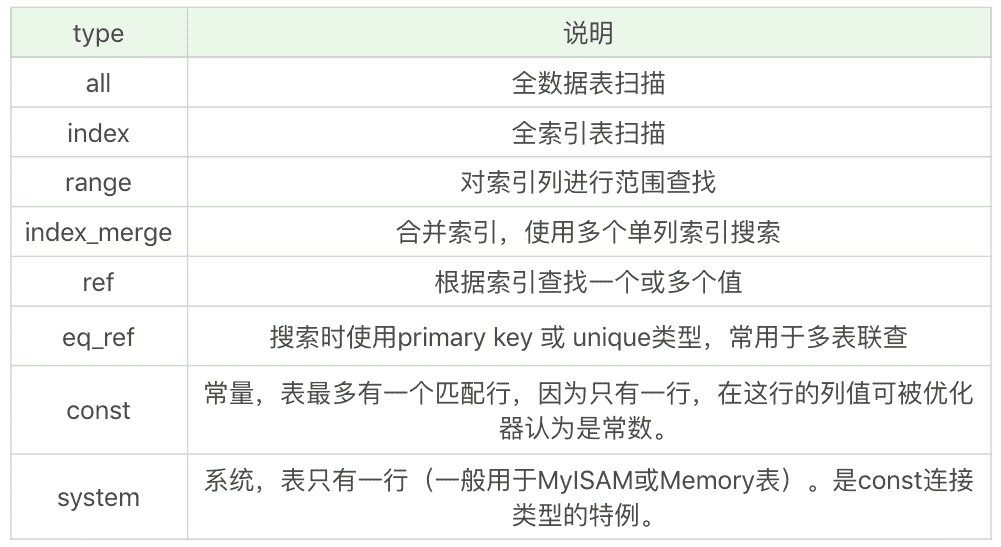 type 说明
all 全数据表扫描
index 全索引表扫描
range 对索引列进行范围查找
index_merge 合并索引，使用多个单列索引搜索
ref 根据索引查找一个或多个值
eq_ref 搜索时使用primary key 或 unique类型，常用于多表联查
const 常量，表最多有一个匹配行，因为只有一行，在这行的列值可被优化
器认为是常数。
system 系统，表只有一行（一般用于MyISAM或Memory表）。是const连接
类型的特例。